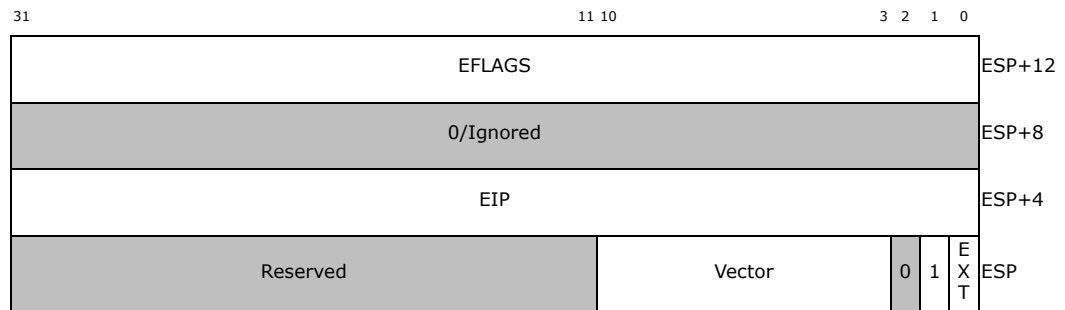 31 11 10 3 2 1 0
EFLAGS ESP+12
0/Ignored ESP+8
EIP ESP+4
Reserved Vector 0 1 EXT ESP